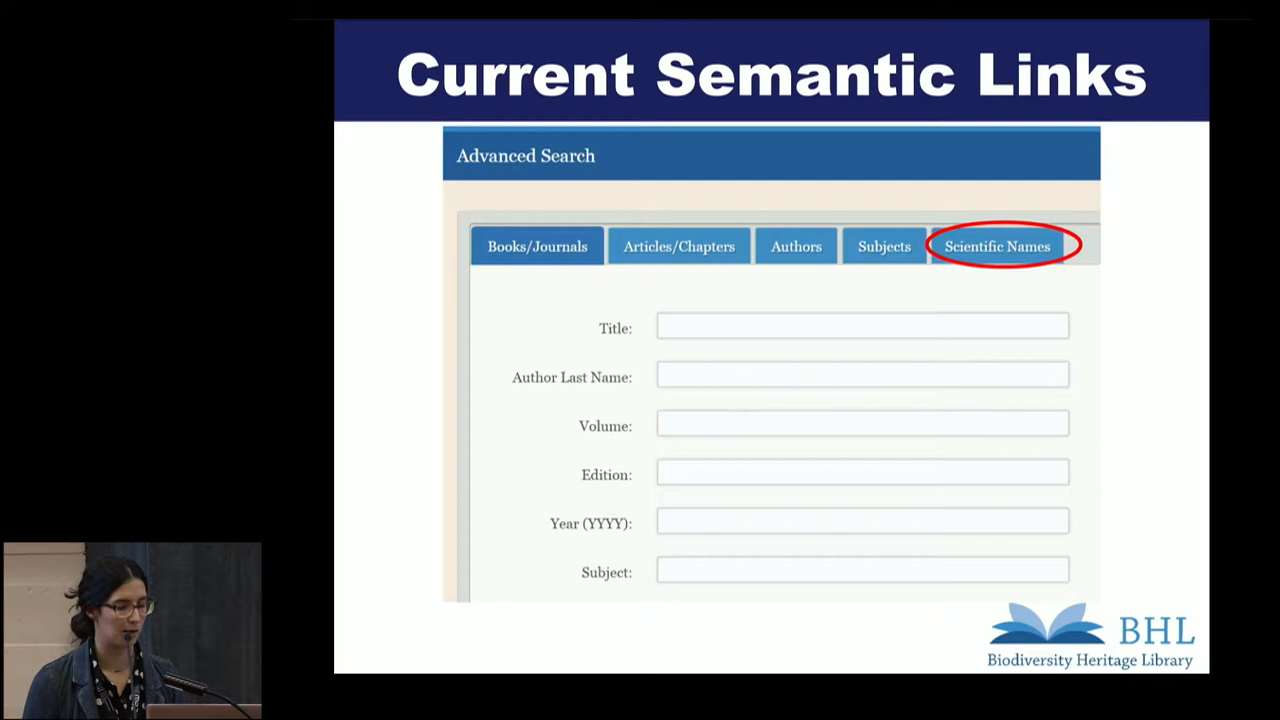 Current Semantic Links
Advanced Search
Books/Journals Articles/Chapters Authors Subjects Scientific Names
Title:
Author Last Name:
Volume:
Edition:
Year (YYYY):
Subject:
BHL
Biodiversity Heritage Library